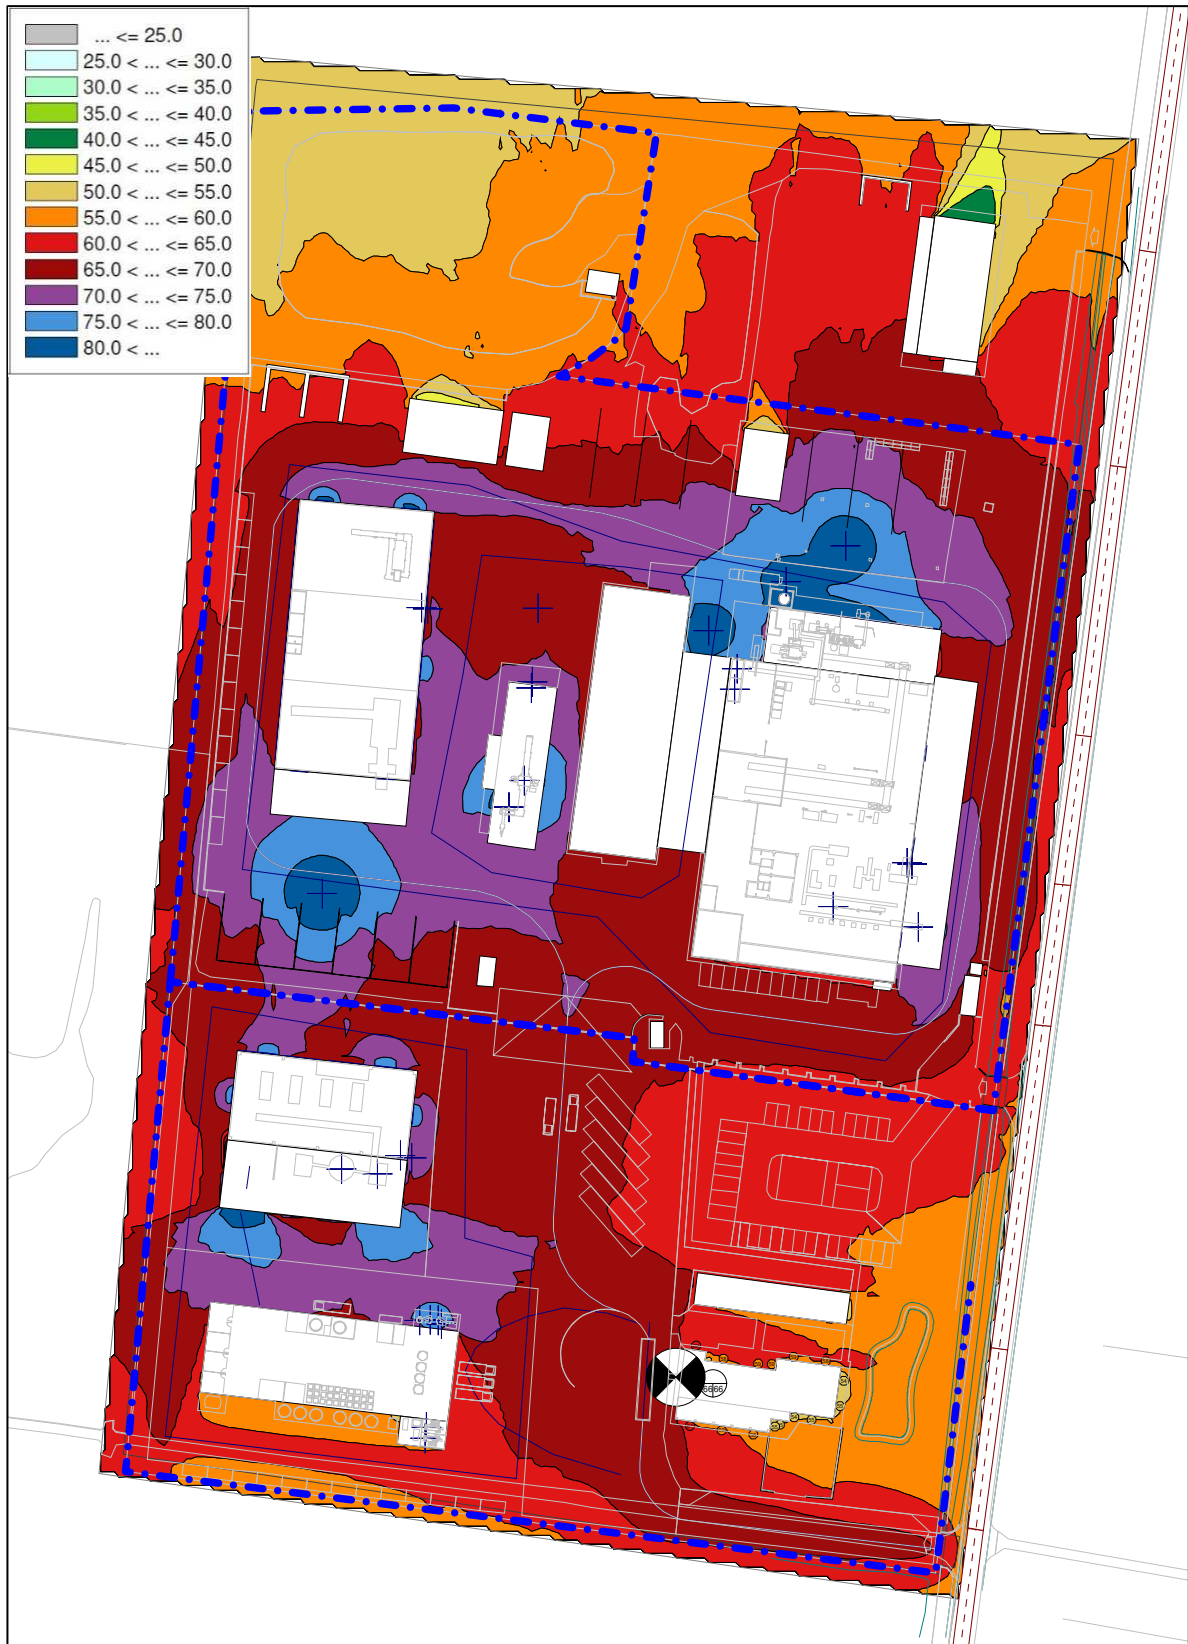 ... <= 25.0
25.0 < ... <= 30.0
30.0 < ... <= 35.0
35.0 < ... <= 40.0
40.0 < ... <= 45.0
45.0 < ... <= 50.0
50.0 < ... <= 55.0
55.0 < ... <= 60.0
60.0 < ... <= 65.0
65.0 < ... <= 70.0
70.0 < ... <= 75.0
75.0 < ... <= 80.0
80.0 < ...